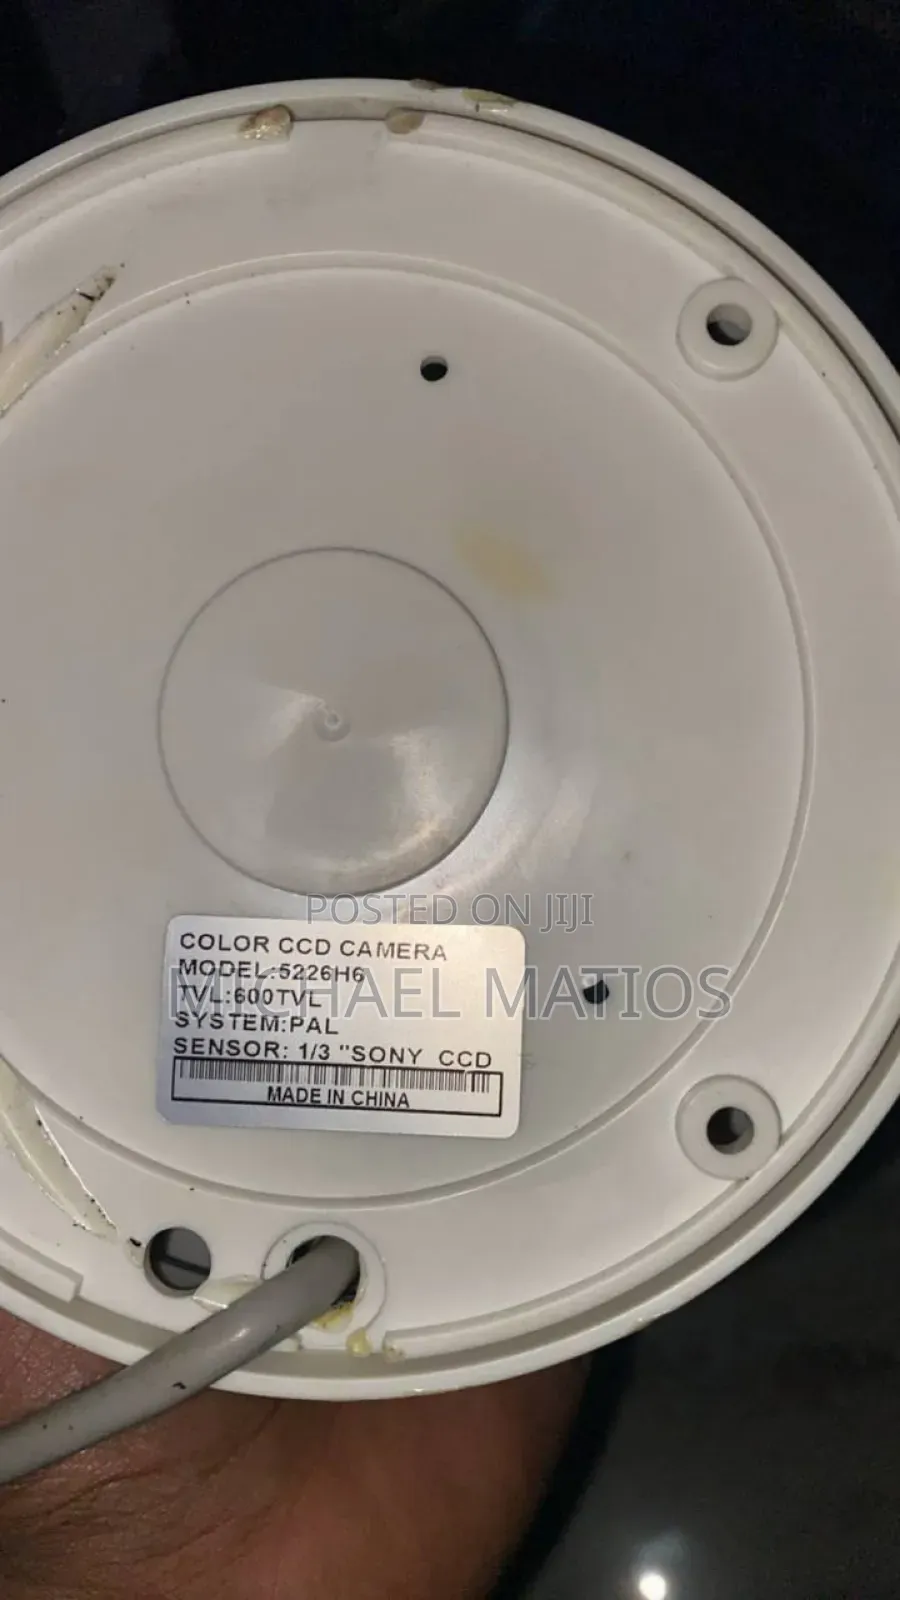 POSTED ON JIJI
COLOR CCD CAMERA
MODEL:5226H6
MICHAEL MATIOS
TVL:600TVL
SYSTEM:PAL
SENSOR: 1/3 "SONY CCD
MADE IN CHINA